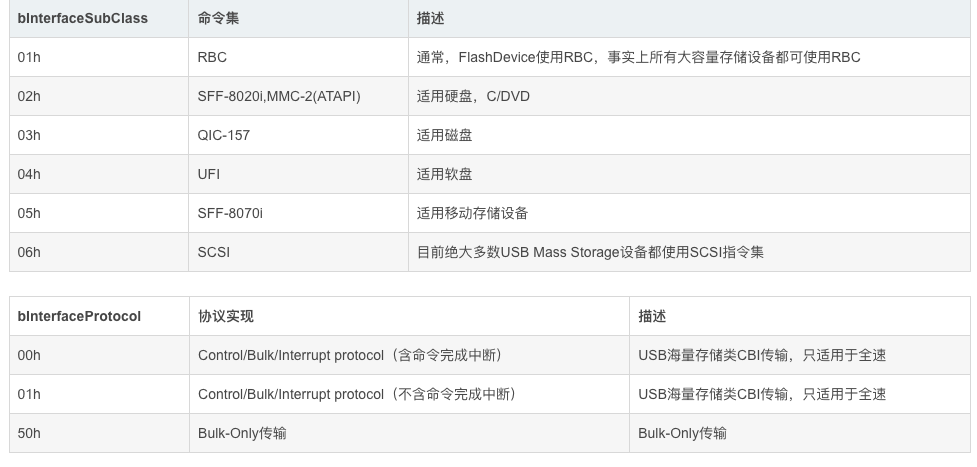 bInterfaceSubClass 命令集 描述
01h RBC 通常，FlashDevice使用RBC，事实上所有大容量存储设备都可使用RBC
02h SFF-8020i,MMC-2(ATAPI) 适用硬盘，C/DVD
03h QIC-157 适用磁盘
04h UFI 适用软盘
05h SFF-8070i 适用移动存储设备
06h SCSI 目前绝大多数USB Mass Storage设备都使用SCSI指令集
bInterfaceProtocol 协议实现 描述
00h Control/Bulk/Interrupt protocol（含命令完成中断） USB海量存储类CBI传输，只适用于全速
01h Control/Bulk/Interrupt protocol（不含命令完成中断） USB海量存储类CBI传输，只适用于全速
50h Bulk-Only传输 Bulk-Only传输